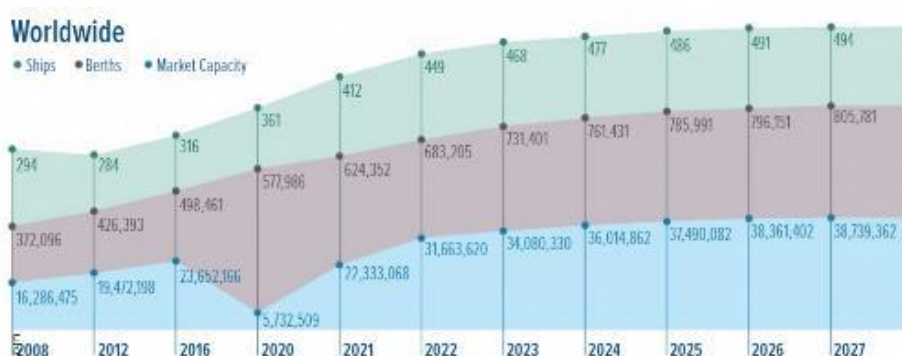 Worldwide
Ships Berths Market Capacity
294 284 316 361 412 449 468 477 486 491 494
372,096 426,393 498,461 577,986 624,352 683,205 731,401 761,431 785,991 796,151 805,781
16,286,475 19,472,198 23,652,166 5,732,509 22,333,068 31,663,620 34,080,330 36,014,862 37,490,082 38,361,402 38,739,362
2008 2012 2016 2020 2021 2022 2023 2024 2025 2026 2027